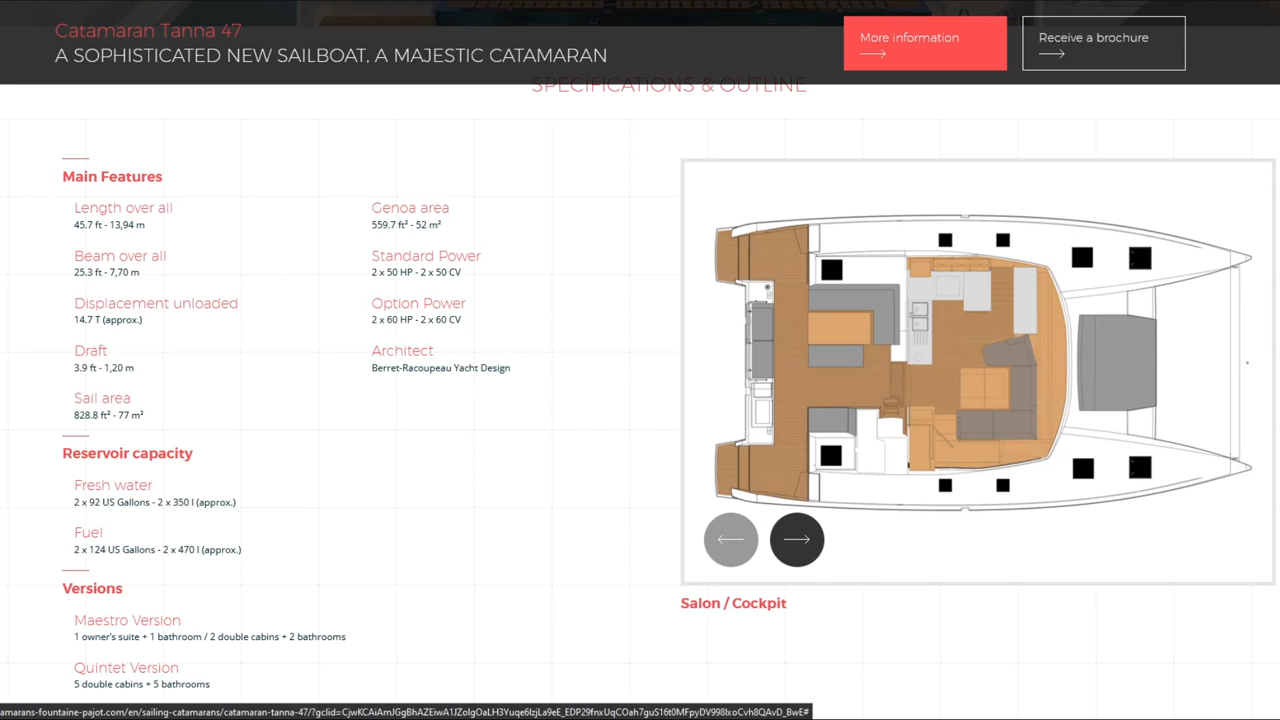 Catamaran Tanna 47
A SOPHISTICATED NEW SAILBOAT, A MAJESTIC CATAMARAN
More information
Receive a brochure
SPECIFICATIONS & OUTLINE
Main Features
Length over all
45.7 ft - 13,94 m
Beam over all
25.3 ft - 7,70 m
Displacement unloaded
14.7 T (approx.)
Draft
3.9 ft - 1,20 m
Sail area
828.8 ft² - 77 m²
Genoa area
559.7 ft² - 52 m²
Standard Power
2 x 50 HP - 2 x 50 CV
Option Power
2 x 60 HP - 2 x 60 CV
Architect
Berret-Racoupeau Yacht Design
Reservoir capacity
Fresh water
2 x 92 US Gallons - 2 x 350 l (approx.)
Fuel
2 x 124 US Gallons - 2 x 470 l (approx.)
Versions
Maestro Version
1 owner's suite + 1 bathroom / 2 double cabins + 2 bathrooms
Quintet Version
5 double cabins + 5 bathrooms
Salon / Cockpit